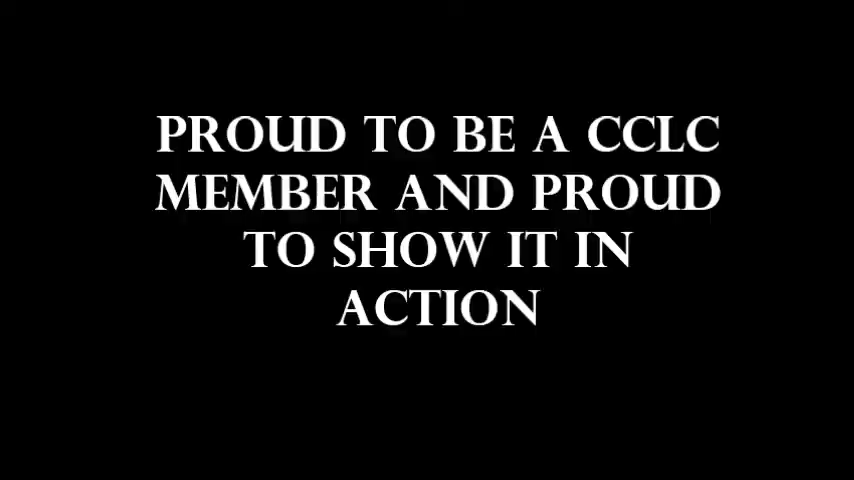 PROUD TO BE A CCLC
MEMBER AND PROUD
TO SHOW IT IN
ACTION